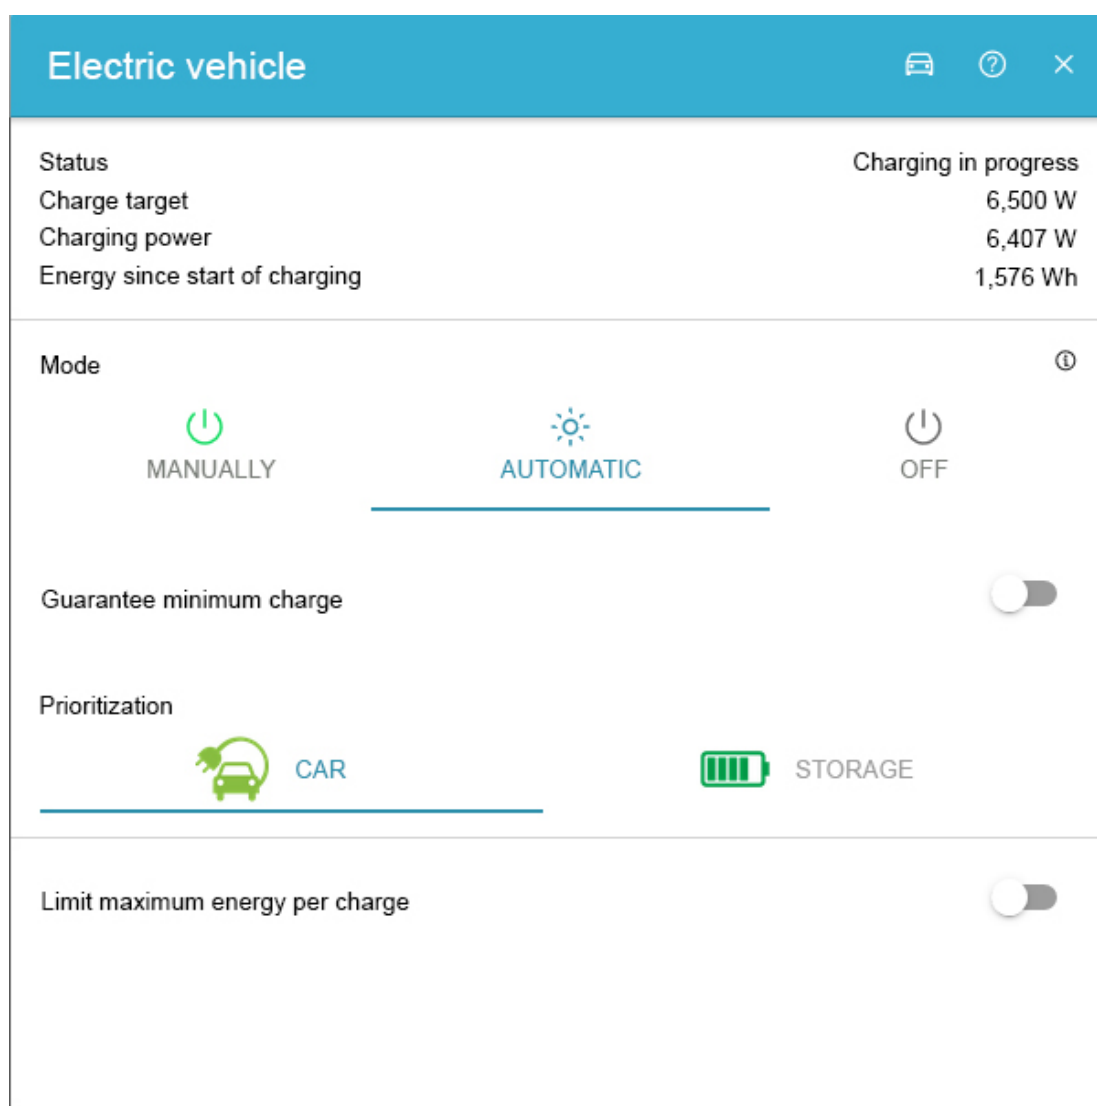 Electric vehicle
Status Charging in progress
Charge target 6,500 W
Charging power 6,407 W
Energy since start of charging 1,576 Wh
Mode
MANUALLY AUTOMATIC OFF
Guarantee minimum charge
Prioritization
CAR STORAGE
Limit maximum energy per charge